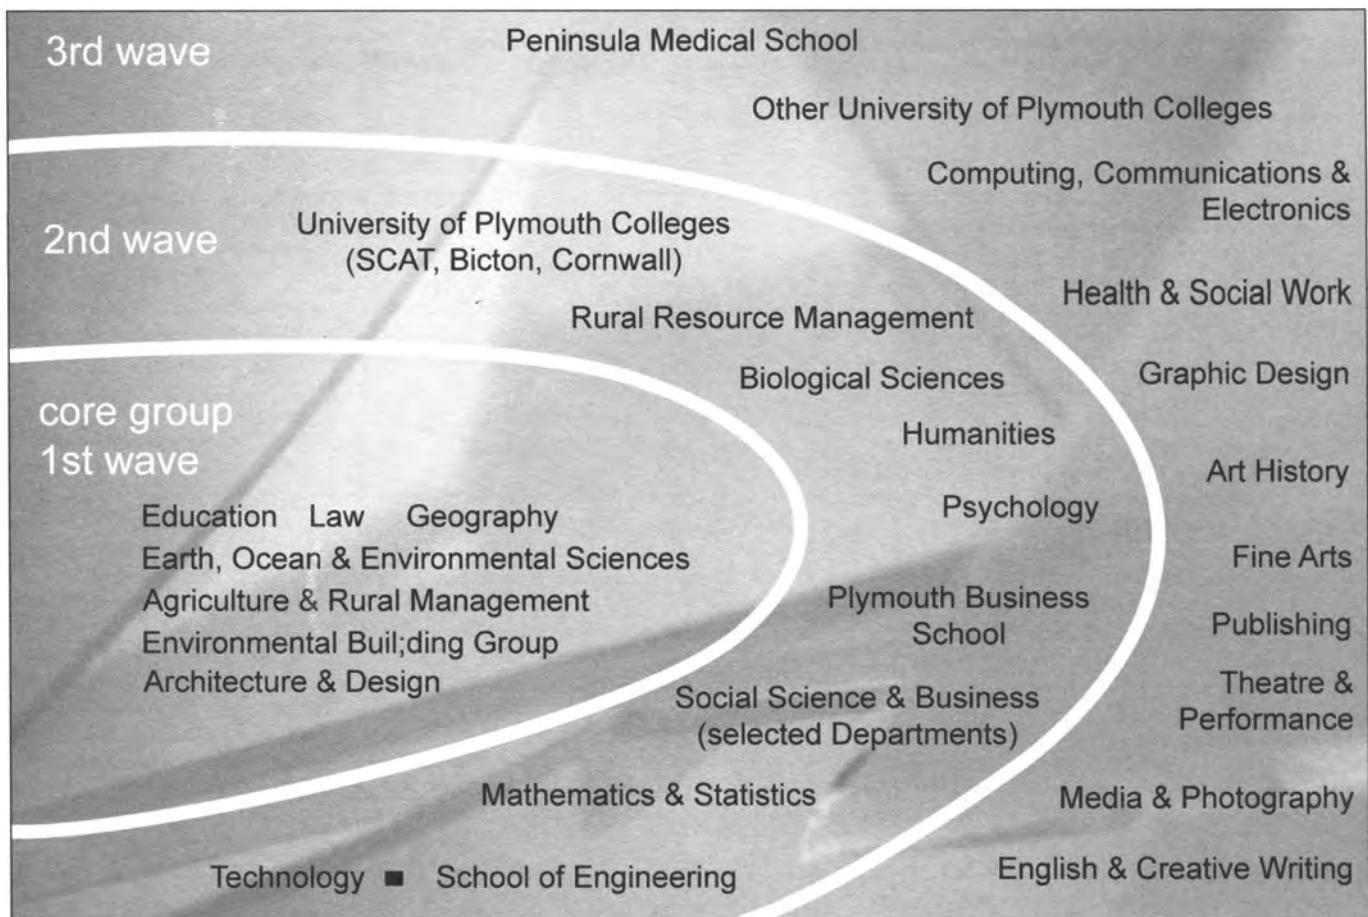 3rd wave
Peninsula Medical School
Other University of Plymouth Colleges
Computing, Communications &
Electronics
Health & Social Work
Graphic Design
Art History
Fine Arts
Publishing
Theatre &
Performance
Media & Photography
English & Creative Writing
2nd wave
University of Plymouth Colleges
(SCAT, Bicton, Cornwall)
Rural Resource Management
Biological Sciences
Humanities
Psychology
Plymouth Business
School
Social Science & Business
(selected Departments)
Mathematics & Statistics
Technology ■ School of Engineering
core group
1st wave
Education Law Geography
Earth, Ocean & Environmental Sciences
Agriculture & Rural Management
Environmental Buil;ding Group
Architecture & Design